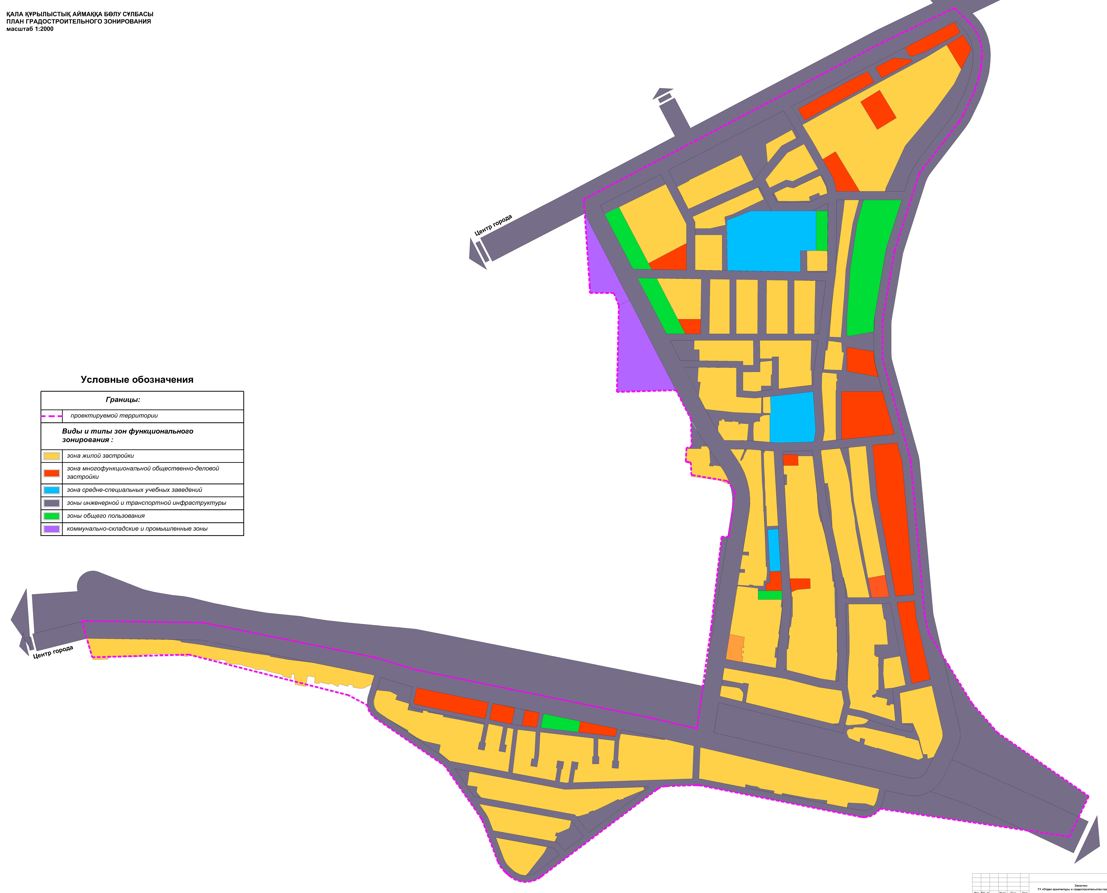 ҚАЛА ҚҰРЫЛЫСТЫҚ АЙМАҚҚА БӨЛУ СҰЛБАСЫ
ПЛАН ГРАДОСТРОИТЕЛЬНОГО ЗОНИРОВАНИЯ
масштаб 1:2000
Центр города
Условные обозначения
Границы:
проектируемой территории
Виды и типы зон функционального
зонирования :
зона жилой застройки
зона многофункциональной общественно-деловой
застройки
зона средне-специальных учебных заведений
зоны инженерной и транспортной инфраструктуры
зоны общего пользования
коммунально-складские и промышленные зоны
Центр города